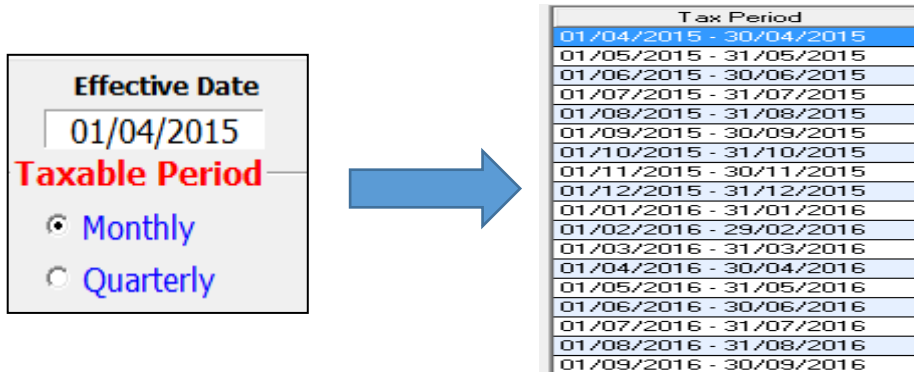 Effective Date
01/04/2015
Taxable Period
Monthly
Quarterly
Tax Period
01/04/2015 - 30/04/2015
01/05/2015 - 31/05/2015
01/06/2015 - 30/06/2015
01/07/2015 - 31/07/2015
01/08/2015 - 31/08/2015
01/09/2015 - 30/09/2015
01/10/2015 - 31/10/2015
01/11/2015 - 30/11/2015
01/12/2015 - 31/12/2015
01/01/2016 - 31/01/2016
01/02/2016 - 29/02/2016
01/03/2016 - 31/03/2016
01/04/2016 - 30/04/2016
01/05/2016 - 31/05/2016
01/06/2016 - 30/06/2016
01/07/2016 - 31/07/2016
01/08/2016 - 31/08/2016
01/09/2016 - 30/09/2016